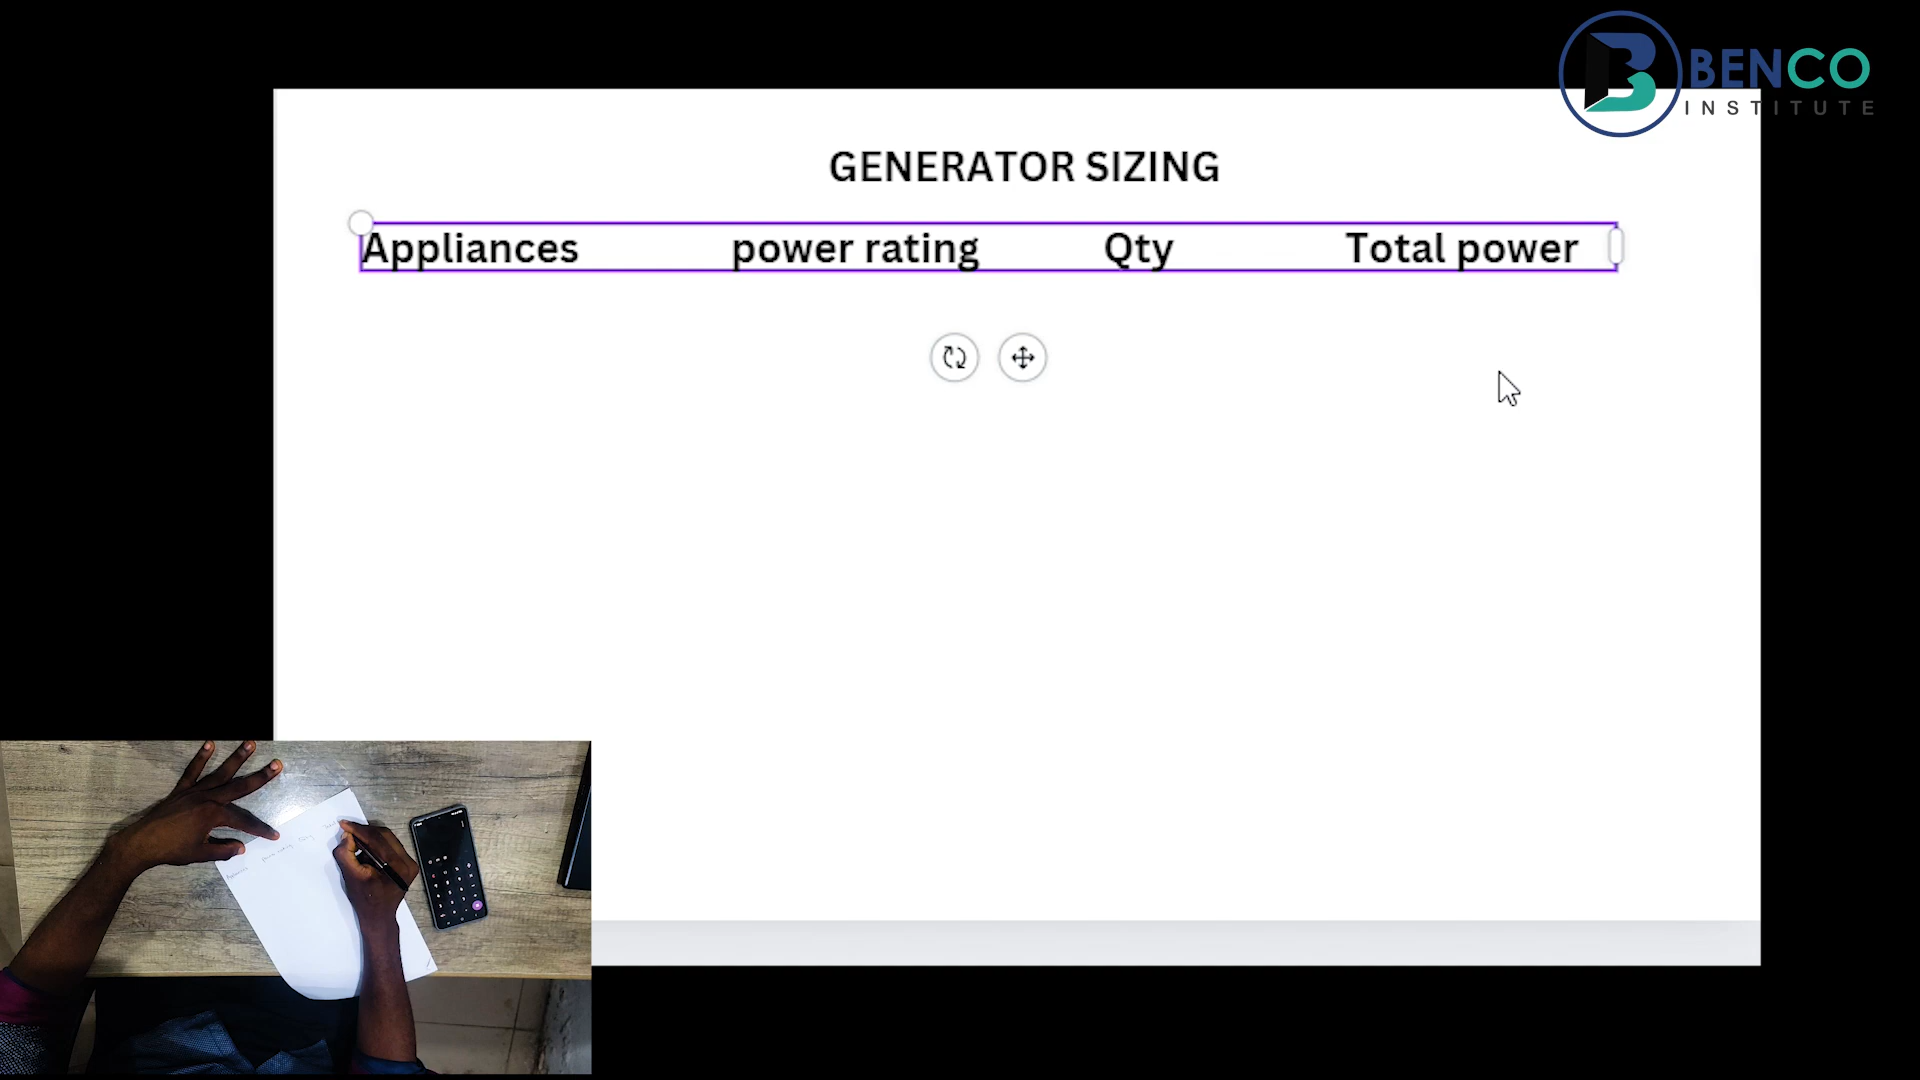 BENCO
INSTITUTE
GENERATOR SIZING
Appliances power rating Qty Total power